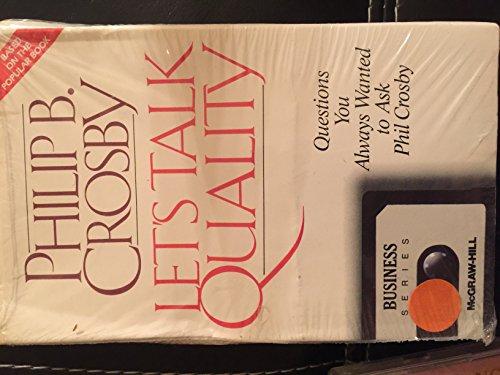 BASED
ON THE
POPULAR BOOK
PHILIP B.
CROSBY
LET'S TALK
QUALITY
Questions
You
Always Wanted
to Ask
Phil Crosby
BUSINESS
SERIES
McGRAW-HILL